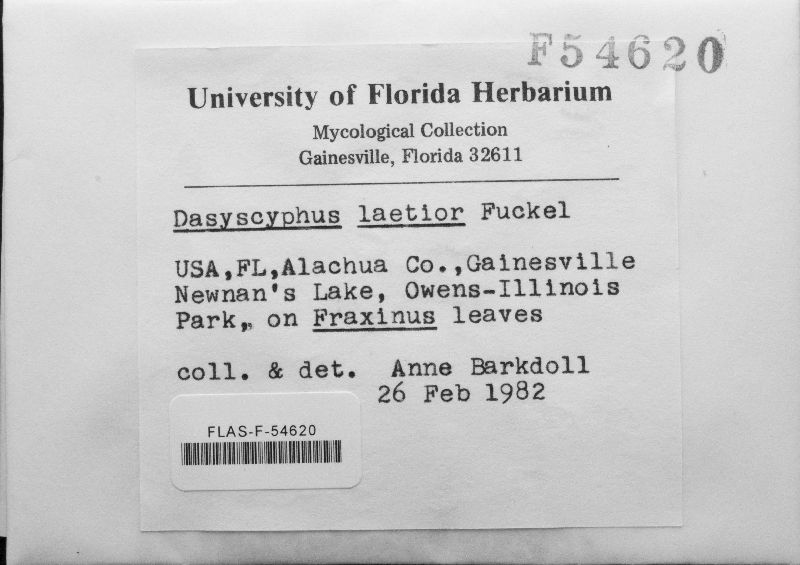 F54620
University of Florida Herbarium
Mycological Collection
Gainesville, Florida 32611
Dasyscyphus laetior Fuckel
USA,FL,Alachua Co.,Gainesville
Newnan's Lake, Owens-Illinois
Park,, on Fraxinus leaves
coll. & det. Anne Barkdoll
26 Feb 1982
FLAS-F-54620